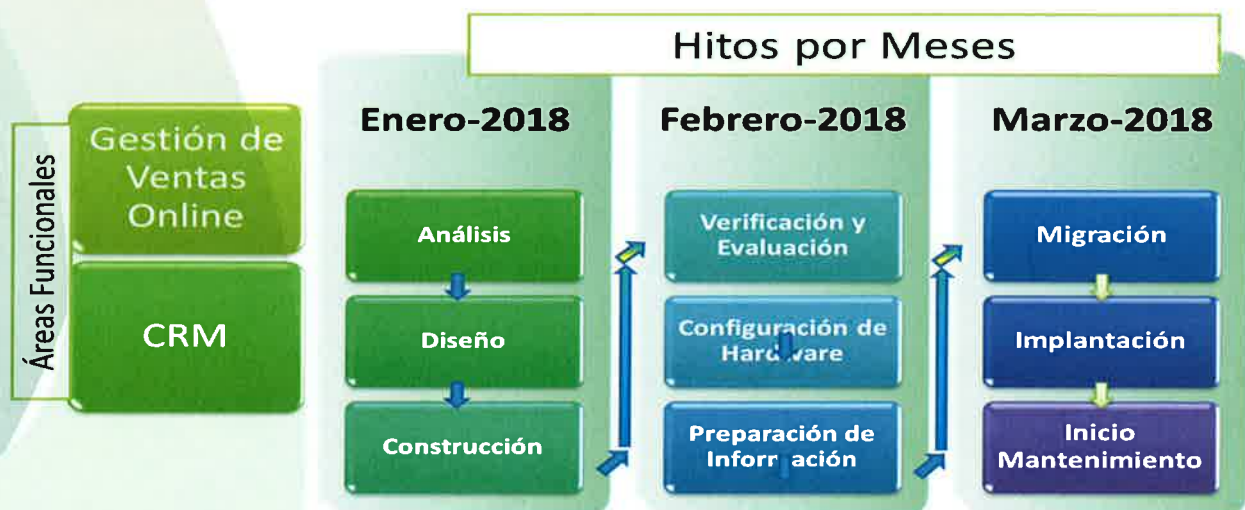 Hitos por Meses
Áreas Funcionales
Gestión de
Ventas
Online
CRM
Enero-2018
Análisis
Diseño
Construcción
Febrero-2018
Verificación y
Evaluación
Configuración de
Hardware
Preparación de
Información
Marzo-2018
Migración
Implantación
Inicio
Mantenimiento